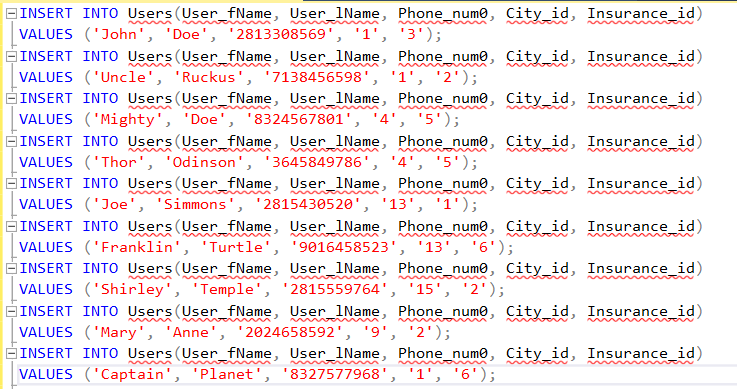 INSERT INTO Users(User_fName, User_lName, Phone_num0, City_id, Insurance_id)
VALUES ('John', 'Doe', '2813308569', '1', '3');
INSERT INTO Users(User_fName, User_lName, Phone_num0, City_id, Insurance_id)
VALUES ('Uncle', 'Ruckus', '7138456598', '1', '2');
INSERT INTO Users(User_fName, User_lName, Phone_num0, City_id, Insurance_id)
VALUES ('Mighty', 'Doe', '8324567801', '4', '5');
INSERT INTO Users(User_fName, User_lName, Phone_num0, City_id, Insurance_id)
VALUES ('Thor', 'Odinson', '3645849786', '4', '5');
INSERT INTO Users(User_fName, User_lName, Phone_num0, City_id, Insurance_id)
VALUES ('Joe', 'Simmons', '2815430520', '13', '1');
INSERT INTO Users(User_fName, User_lName, Phone_num0, City_id, Insurance_id)
VALUES ('Franklin', 'Turtle', '9016458523', '13', '6');
INSERT INTO Users(User_fName, User_lName, Phone_num0, City_id, Insurance_id)
VALUES ('Shirley', 'Temple', '2815559764', '15', '2');
INSERT INTO Users(User_fName, User_lName, Phone_num0, City_id, Insurance_id)
VALUES ('Mary', 'Anne', '2024658592', '9', '2');
INSERT INTO Users(User_fName, User_lName, Phone_num0, City_id, Insurance_id)
VALUES ('Captain', 'Planet', '8327577968', '1', '6');